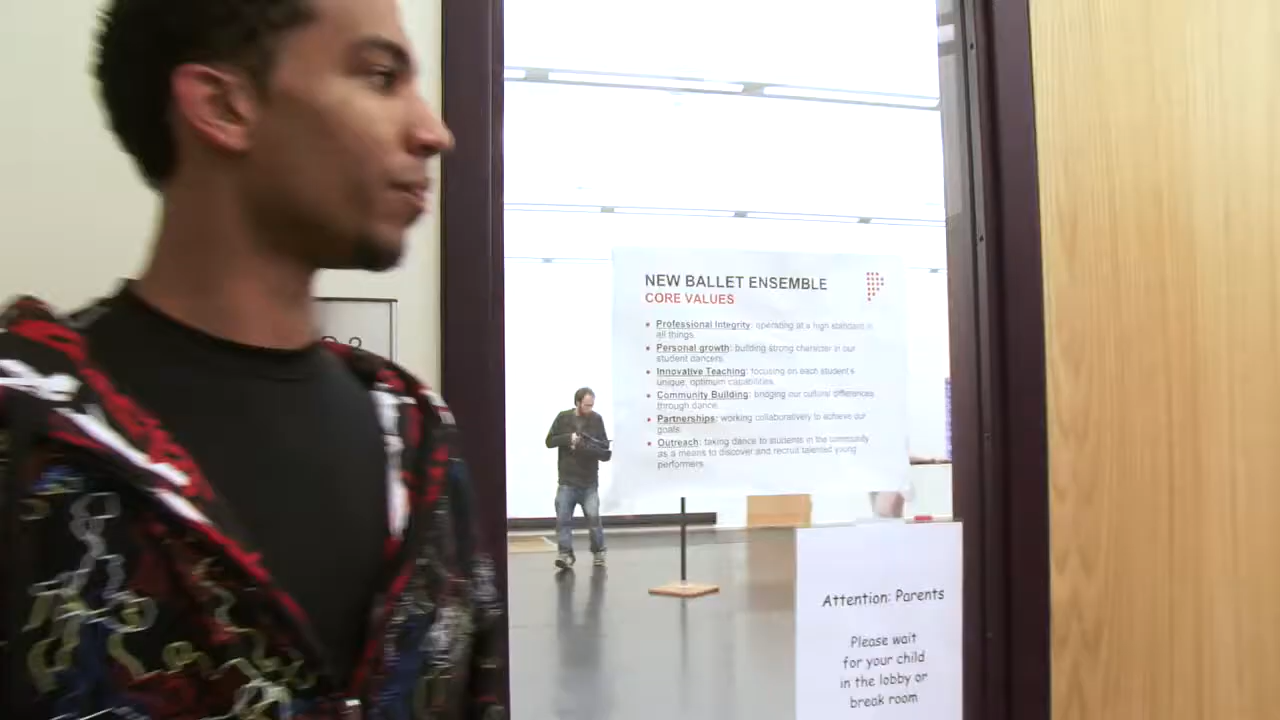 NEW BALLET ENSEMBLE
CORE VALUES
• Professional Integrity: operating at a high standard in
all things.
• Personal growth: building strong character in our
student dancers.
• Innovative Teaching: focusing on each student's
unique, optimum capabilities.
• Community Building: bridging our cultural differences
through dance.
• Partnerships: working collaboratively to achieve our
goals.
• Outreach: taking dance to students in the community
as a means to discover and recruit talented young
performers.
Attention: Parents
Please wait
for your child
in the lobby or
break room